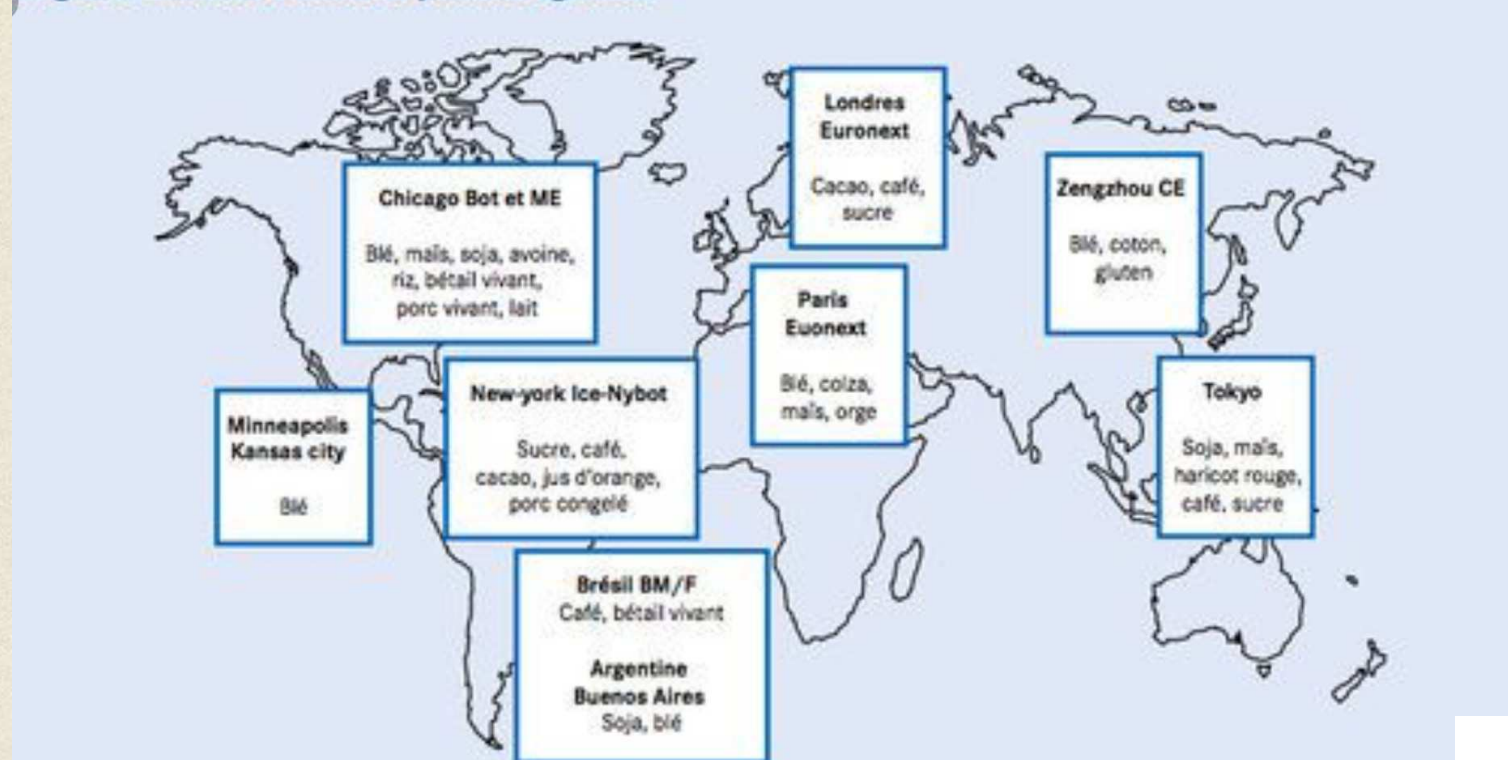 Chicago Bot et ME
Blé, maïs, soja, avoine,
riz, bétail vivant,
porc vivant, lait
Londres
Euronext
Cacao, café,
sucre
Zengzhou CE
Blé, coton,
gluten
Paris
Euonext
Blé, colza,
maïs, orge
Minneapolis
Kansas city
Blé
New-york Ice-Nybot
Sucre, café,
cacao, jus d'orange,
porc congelé
Tokyo
Soja, maïs,
haricot rouge,
café, sucre
Brésil BM/F
Café, bétail vivant
Argentine
Buenos Aires
Soja, blé